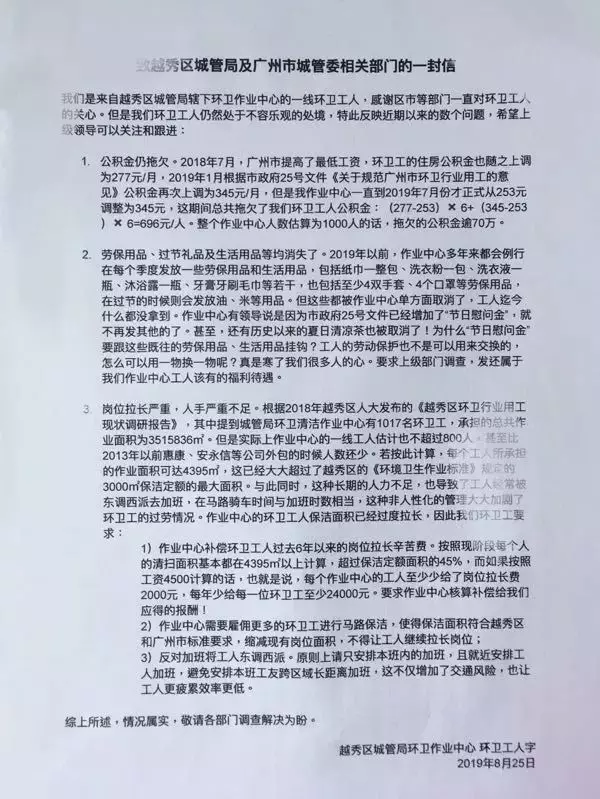 致越秀区城管局及广州市城管委相关部门的一封信
我们是来自越秀区城管局辖下环卫作业中心的一线环卫工人，感谢区市等部门一直对环卫工人
的关心。但是我们环卫工人仍然处于不容乐观的处境，特此反映近期以来的数个问题，希望上
级领导可以关注和跟进：
1. 公积金仍拖欠。2018年7月，广州市提高了最低工资，环卫工的住房公积金也随之上调
为277元/月，2019年1月根据市政府25号文件《关于规范广州市环卫行业用工的意
见》公积金再次上调为345元/月，但是我作业中心一直到2019年7月份才正式从253元
调整为345元，这期间总共拖欠了我们环卫工人公积金：（277-253）✖ 6+（345-253
）✖ 6=696元/人。整个作业中心人数估算为1000人的话，拖欠的公积金逾70万。
2. 劳保用品、过节礼品及生活用品等均消失了。2019年以前，作业中心多年来都会例行
在每个季度发放一些劳保用品和生活用品，包括纸巾一整包、洗衣粉一包、洗衣液一
瓶、沐浴露一瓶、牙膏牙刷毛巾等若干，也包括至少4双手套、4个口罩等劳保用品，
在过节的时候则会发放油、米等用品。但这些都被作业中心单方面取消了，工人迄今
什么都没拿到。作业中心有领导说是因为市政府25号文件已经增加了“节日慰问金”，就
不再发其他的了。甚至，还有历史以来的夏日清凉茶也被取消了！为什么“节日慰问金”
要跟这些既往的劳保用品、生活用品挂钩？工人的劳动保护也不是可以用来交换的，
怎么可以用一物换一物呢？真是寒了我们很多人的心。要求上级部门调查，发还属于
我们作业中心工人该有的福利待遇。
3. 岗位拉长严重，人手严重不足。根据2018年越秀区人大发布的《越秀区环卫行业用工
现状调研报告》，其中提到城管局环卫清洁作业中心有1017名环卫工，承担的总共作
业面积为3515836㎡。但是实际上作业中心的一线工人估计也不超过800人。甚至比
2013年以前惠康、安永信等公司外包的时候人数还少。若按此计算，每个工人所承担
的作业面积可达4395㎡，这已经大大超过了越秀区的《环境卫生作业标准》规定的
3000㎡保洁定额的最大面积。与此同时，这种长期的人力不足，也导致了工人经常被
东调西派去加班，在马路骑车时间与加班时数相当，这种非人性化的管理大大加剧了
环卫工的过劳情况。作业中心的环卫工人保洁面积已经过度拉长，因此我们环卫工要
求：
1）作业中心补偿环卫工人过去6年以来的岗位拉长辛苦费。按照现阶段每个人
的清扫面积基本都在4395㎡以上计算，超过保洁定额面积的45%，而如果按照
工资4500计算的话，也就是说，每个作业中心的工人至少少给了岗位拉长费
2000元，每年少给每一位环卫工至少24000元。要求作业中心核算补偿给我们
应得的报酬！
2）作业中心需要雇佣更多的环卫工进行马路保洁，使得保洁面积符合越秀区
和广州市标准要求，缩减现有岗位面积，不得让工人继续拉长岗位；
3）反对加班将工人东调西派。原则上请只安排本班内的加班，且就近安排工
人加班，避免安排本班工友跨区域长距离加班，这不仅增加了交通风险，也让
工人更疲累效率更低。
综上所述，情况属实，敬请各部门调查解决为盼。
越秀区城管局环卫作业中心 环卫工人字
2019年8月25日